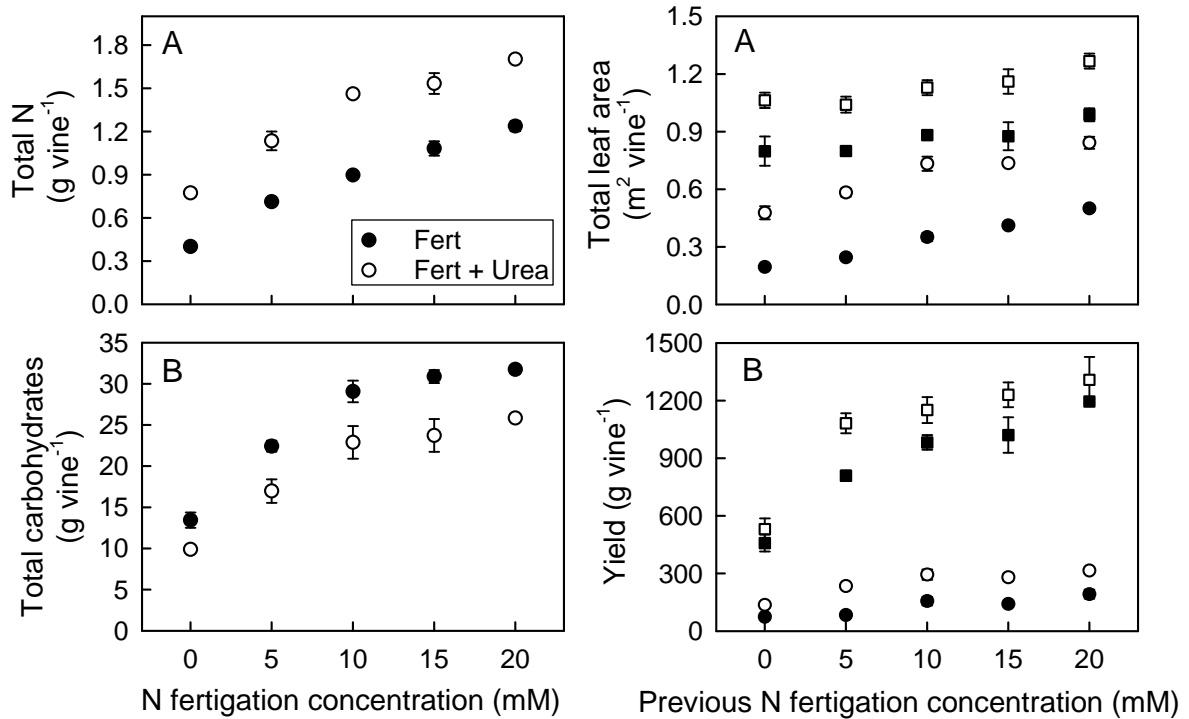 A
Total N
(g vine⁻¹)
1.8
1.5
1.2
0.9
0.6
0.3
0.0
Fert
Fert + Urea
B
Total carbohydrates
(g vine⁻¹)
35
30
25
20
15
10
5
0
0 5 10 15 20
N fertigation concentration (mM)
A
Total leaf area
(m² vine⁻¹)
1.5
1.2
0.9
0.6
0.3
0.0
B
Yield (g vine⁻¹)
1500
1200
900
600
300
0
0 5 10 15 20
Previous N fertigation concentration (mM)